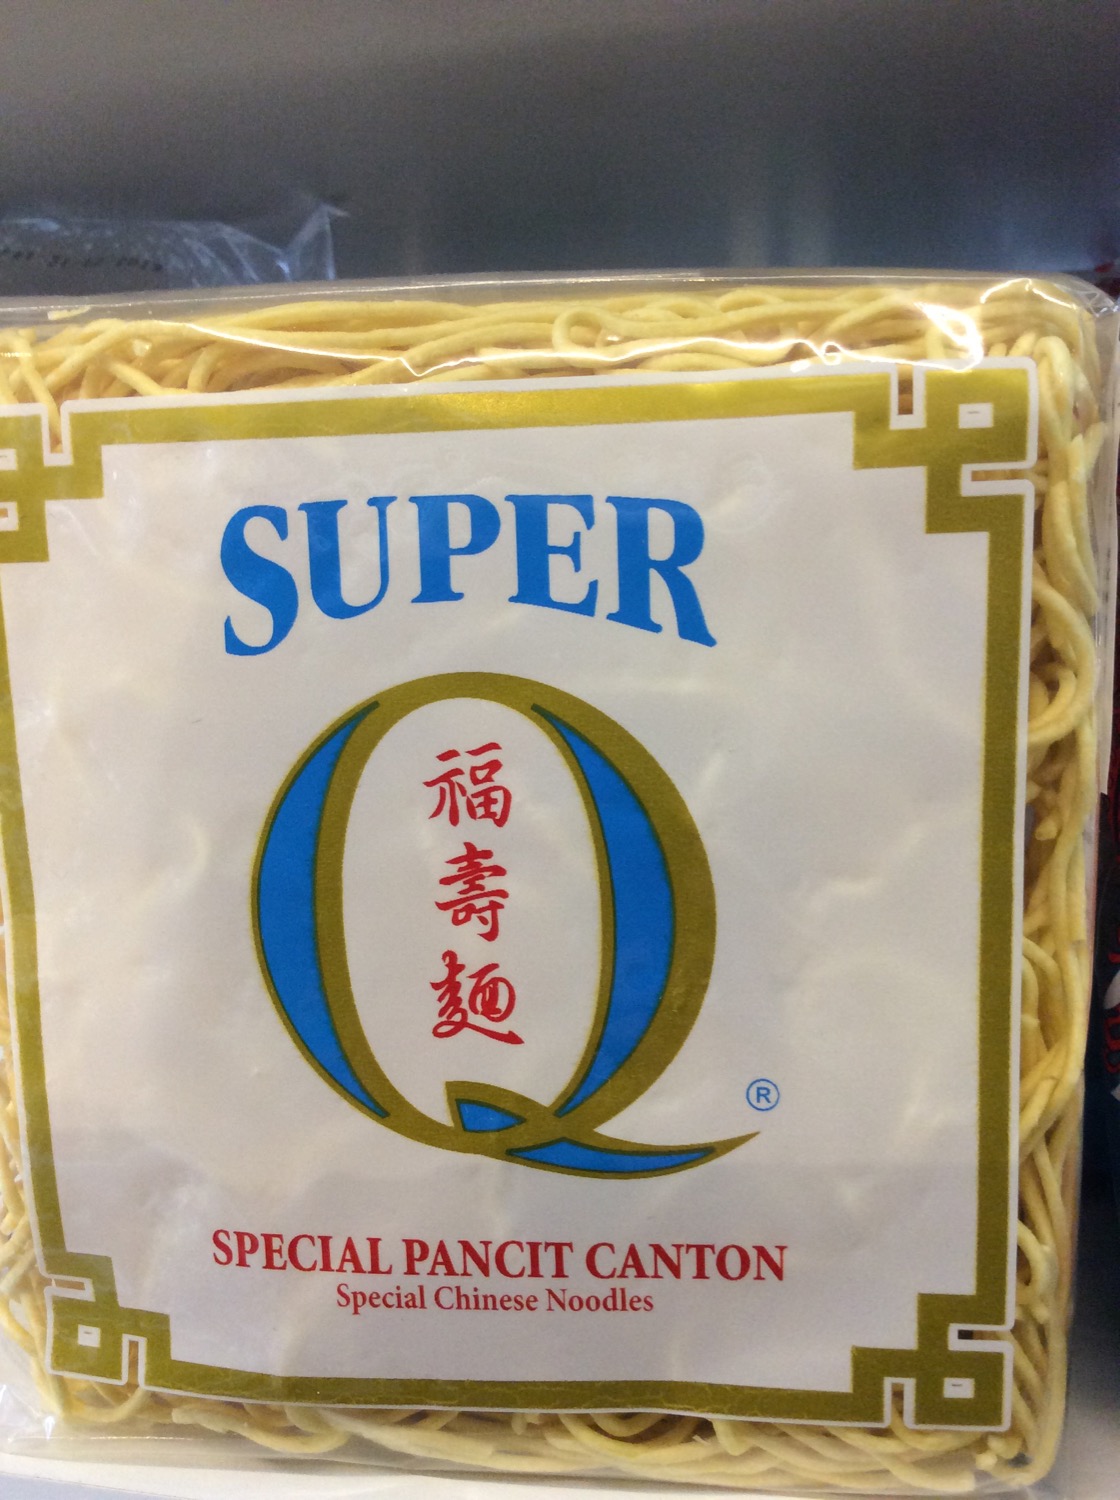 SUPER
Q
福
壽
麵
®
SPECIAL PANCIT CANTON
Special Chinese Noodles